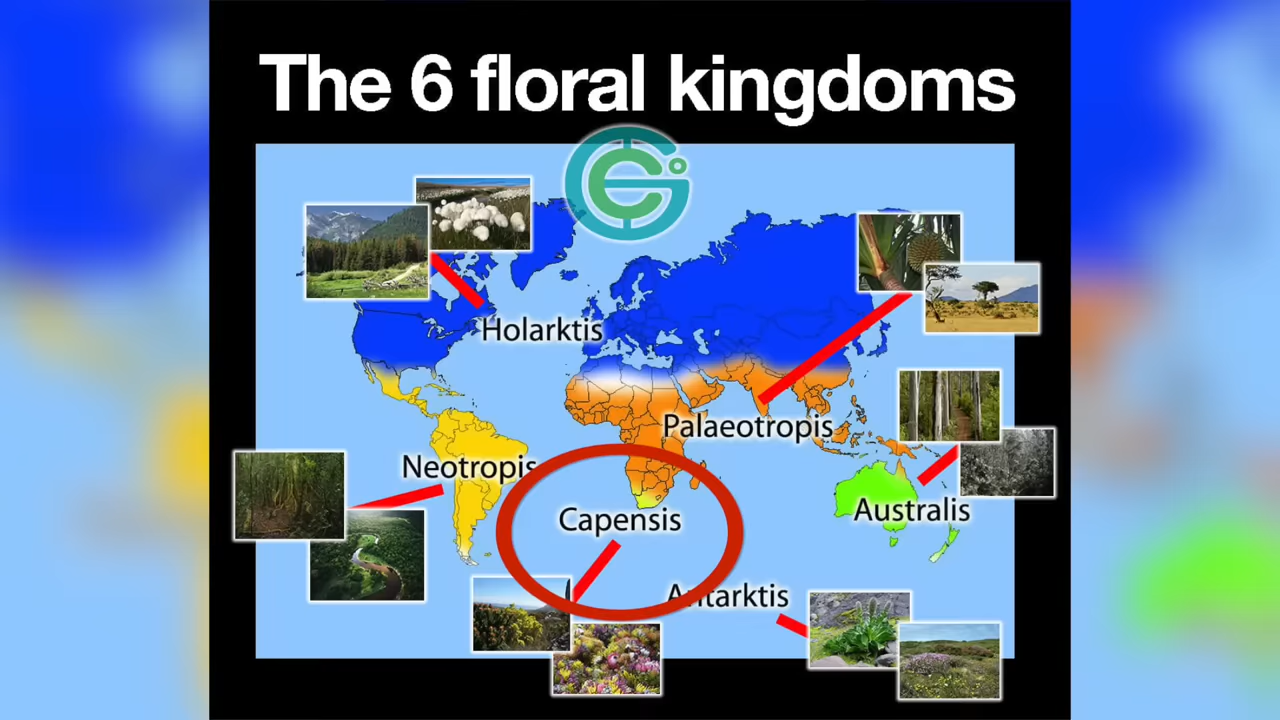 The 6 floral kingdoms
Holarktis
Palaeotropis
Neotropis
Capensis
Australis
Antarktis